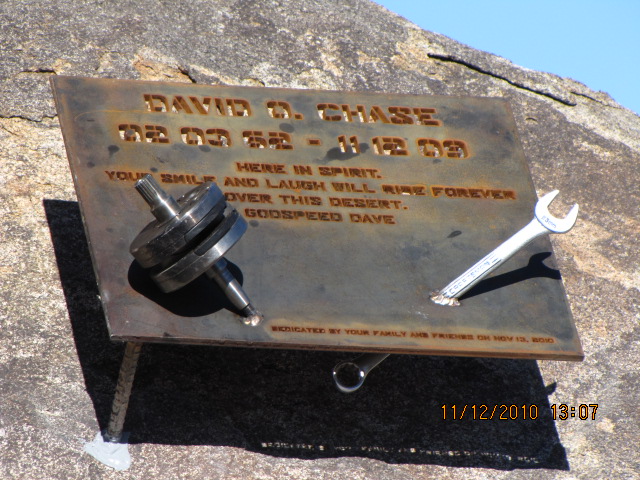 DAVID O. CHASE
02 03 52 - 11 12 09
HERE IN SPIRIT.
YOUR SMILE AND LAUGH WILL RIDE FOREVER
OVER THIS DESERT.
GODSPEED DAVE
DEDICATED BY YOUR FAMILY AND FRIENDS ON NOV 12, 2010
11/12/2010 13:07